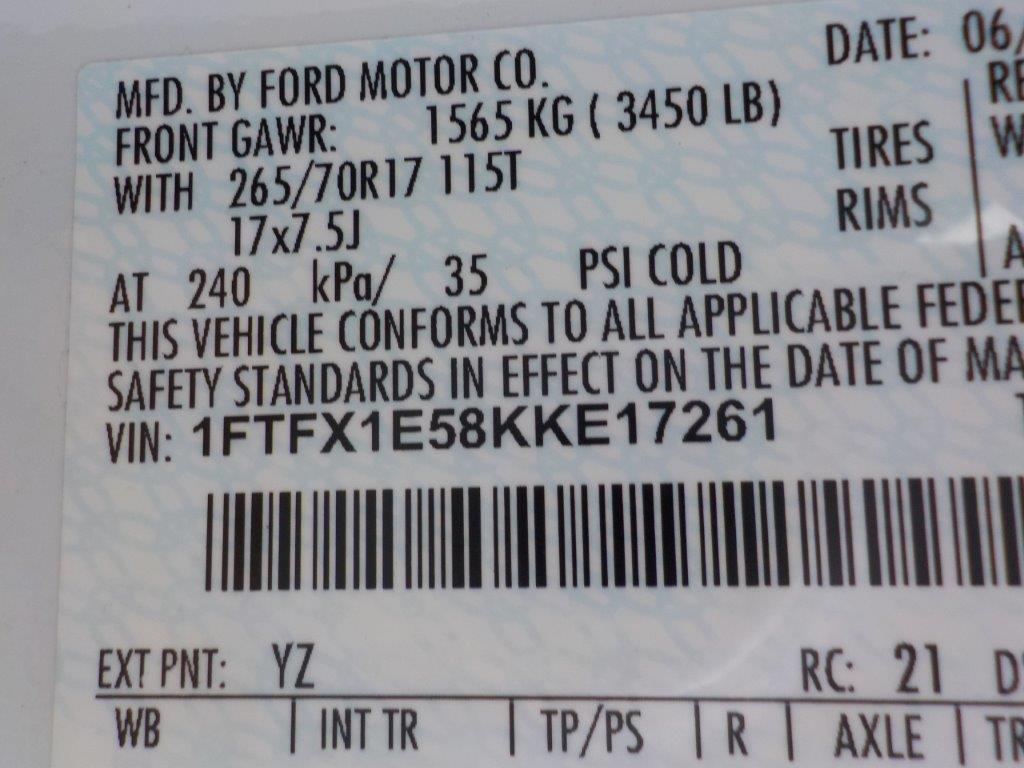 DATE: 06/
MFD. BY FORD MOTOR CO.
FRONT GAWR: 1565 KG ( 3450 LB)
WITH 265/70R17 115T TIRES
17x7.5J RIMS
AT 240 kPa/ 35 PSI COLD
THIS VEHICLE CONFORMS TO ALL APPLICABLE
SAFETY STANDARDS IN EFFECT ON THE DATE OF
VIN: 1FTFX1E58KKE17261
EXT PNT: YZ RC: 21
WB | INT TR | TP/PS | R | AXLE |